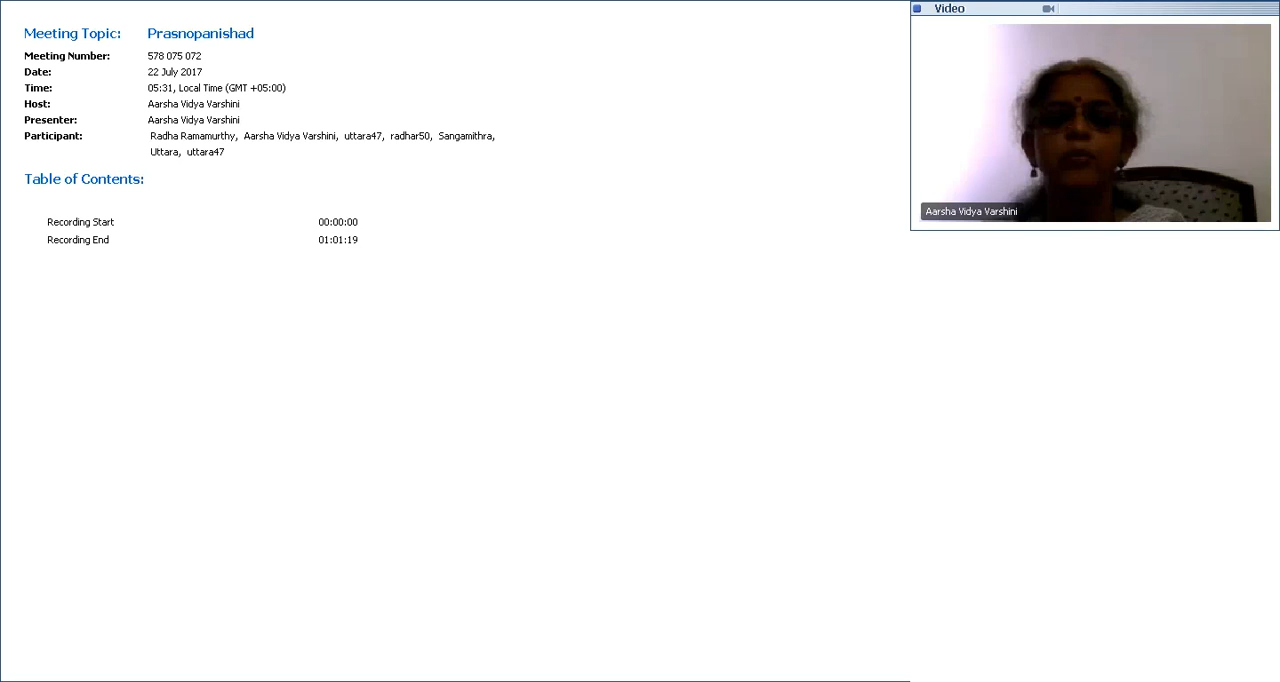 Meeting Topic: Prasnopanishad
Meeting Number: 578 075 072
Date: 22 July 2017
Time: 05:31, Local Time (GMT +05:00)
Host: Aarsha Vidya Varshini
Presenter: Aarsha Vidya Varshini
Participant: Radha Ramamurthy, Aarsha Vidya Varshini, uttara47, radhar50, Sangamithra,
Uttara, uttara47
Table of Contents:
Recording Start 00:00:00
Recording End 01:01:19
Video
Aarsha Vidya Varshini